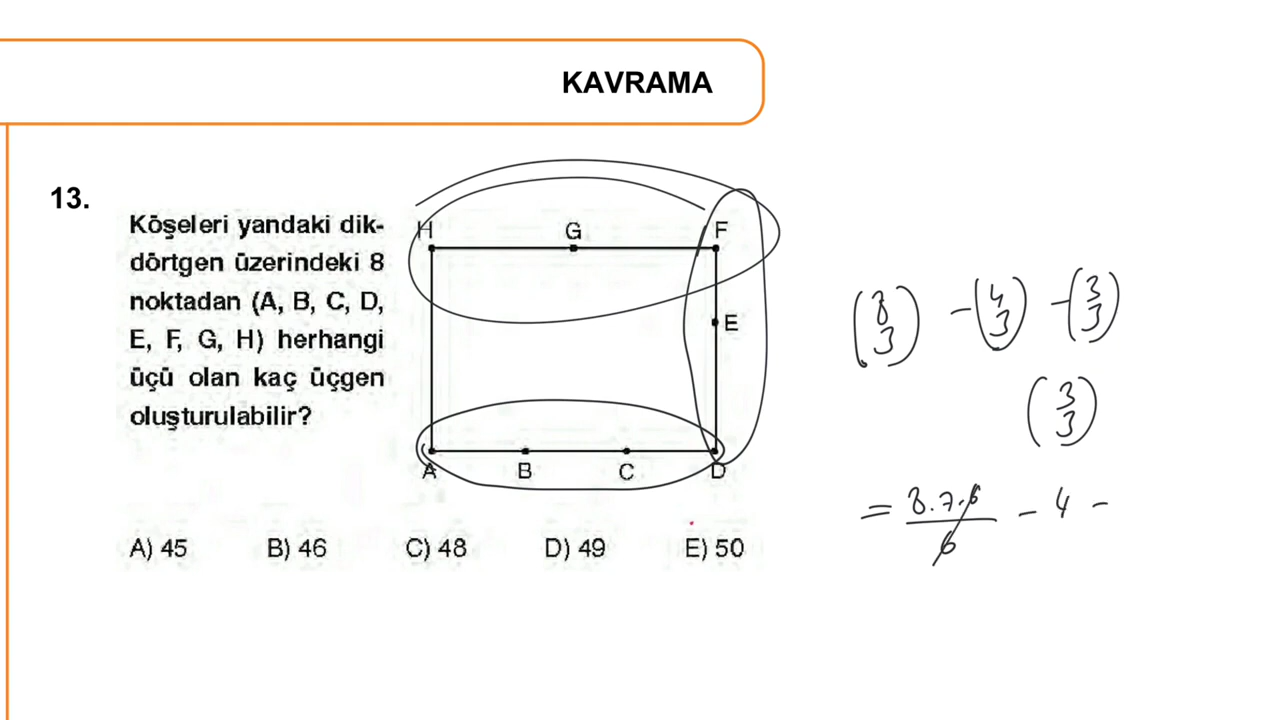 KAVRAMA
13.
Köşeleri yandaki dik-
dörtgen üzerindeki 8
noktadan (A, B, C, D,
E, F, G, H) herhangi
üçü olan kaç üçgen
oluşturulabilir?
H G F
E
A B C D
(8 3) - (4 3) - (3 3)
(3 3)
= 8.7.6 / 6 - 4 -
A) 45 B) 46 C) 48 D) 49 E) 50